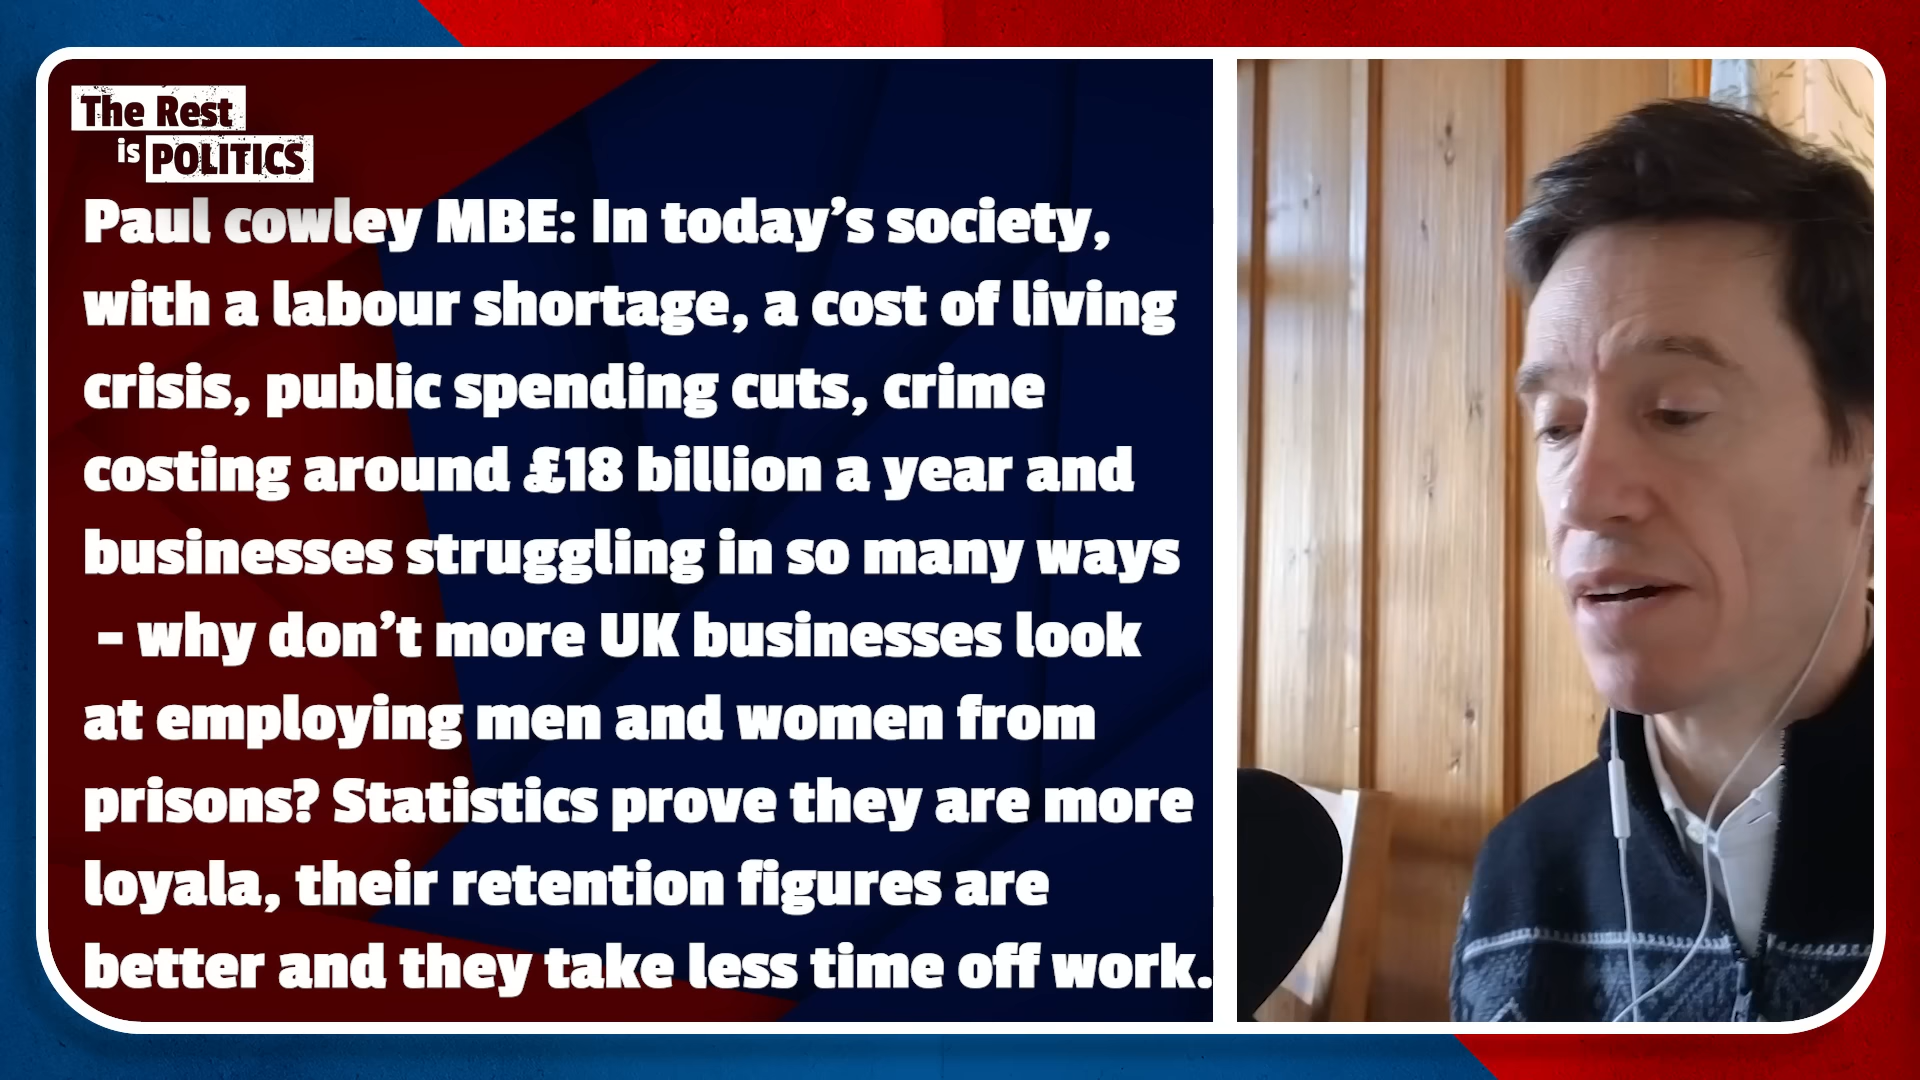 The Rest
is POLITICS
Paul cowley MBE: In today’s society,
with a labour shortage, a cost of living
crisis, public spending cuts, crime
costing around £18 billion a year and
businesses struggling in so many ways
– why don’t more UK businesses look
at employing men and women from
prisons? Statistics prove they are more
loyala, their retention figures are
better and they take less time off work.